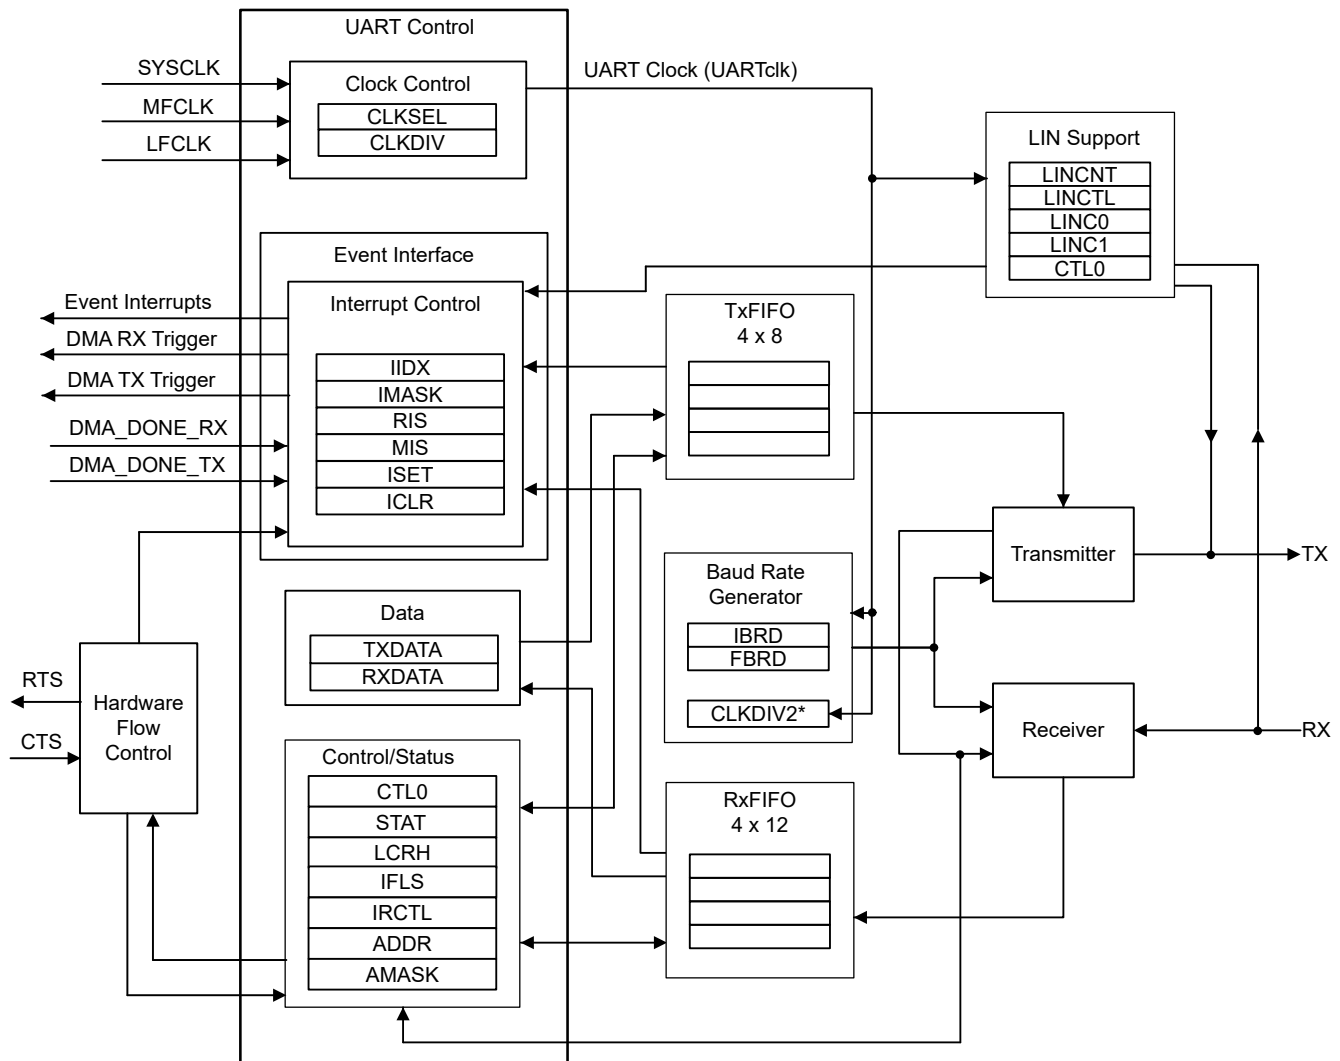 UART Control
SYSCLK
MFCLK
LFCLK
Clock Control
CLKSEL
CLKDIV
UART Clock (UARTclk)
LIN Support
LINCNT
LINCTL
LINC0
LINC1
CTL0
Event Interface
Interrupt Control
IIDX
IMASK
RIS
MIS
ISET
ICLR
Event Interrupts
DMA RX Trigger
DMA TX Trigger
DMA_DONE_RX
DMA_DONE_TX
TxFIFO
4 x 8
Transmitter
TX
Baud Rate
Generator
IBRD
FBRD
CLKDIV2*
Data
TXDATA
RXDATA
RTS
CTS
Hardware
Flow
Control
Receiver
RX
Control/Status
CTL0
STAT
LCRH
IFLS
IRCTL
ADDR
AMASK
RxFIFO
4 x 12